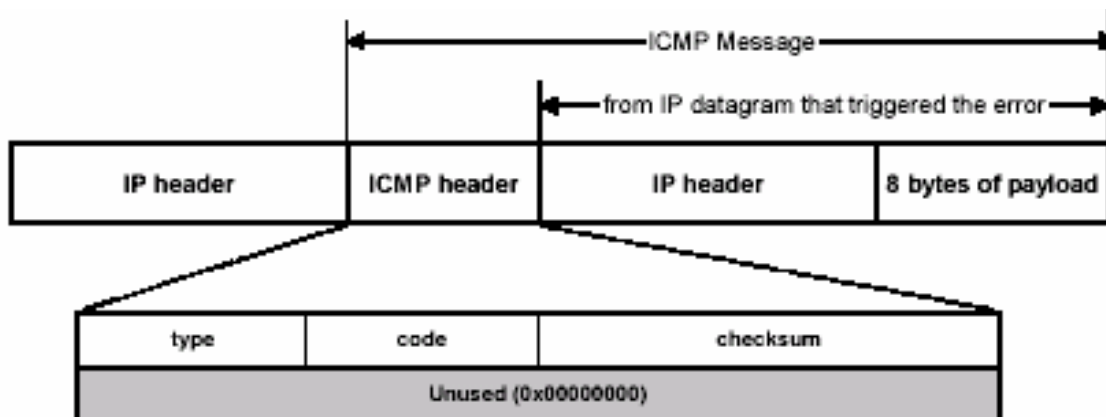 ICMP Message
from IP datagram that triggered the error
IP header
ICMP header
IP header
8 bytes of payload
type
code
checksum
Unused (0x00000000)